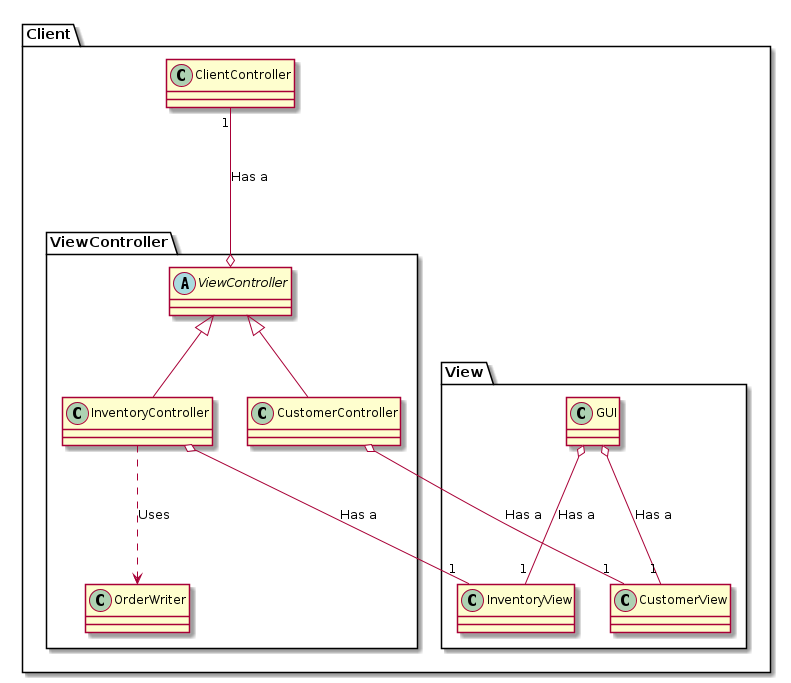 Client
C ClientController
1
Has a
ViewController
A ViewController
View
C InventoryController
C CustomerController
C GUI
Uses
Has a
Has a
Has a
Has a
1
1
1
1
C OrderWriter
C InventoryView
C CustomerView